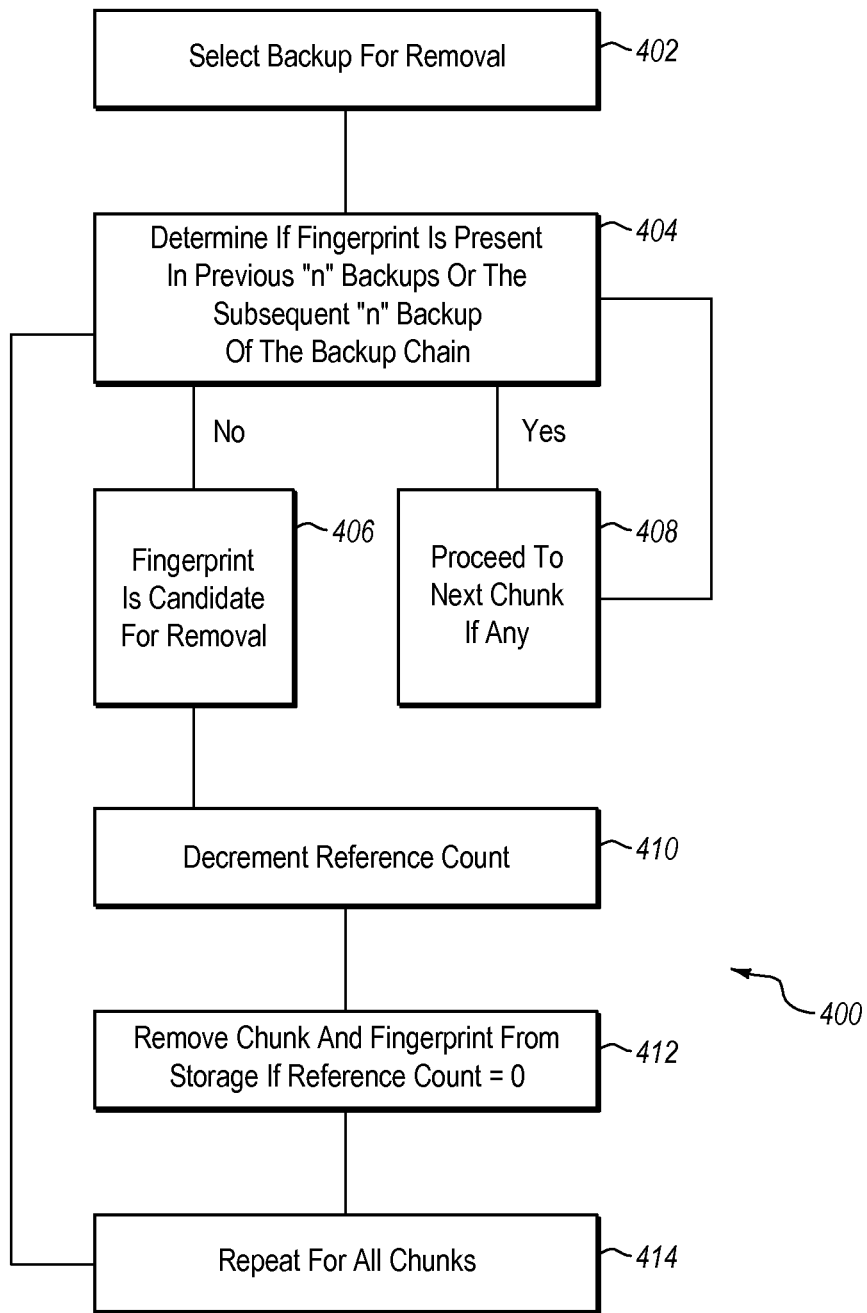 Select Backup For Removal
402
Determine If Fingerprint Is Present
In Previous "n" Backups Or The
Subsequent "n" Backup
Of The Backup Chain
404
No
Yes
Fingerprint
Is Candidate
For Removal
406
Proceed To
Next Chunk
If Any
408
Decrement Reference Count
410
400
Remove Chunk And Fingerprint From
Storage If Reference Count = 0
412
Repeat For All Chunks
414